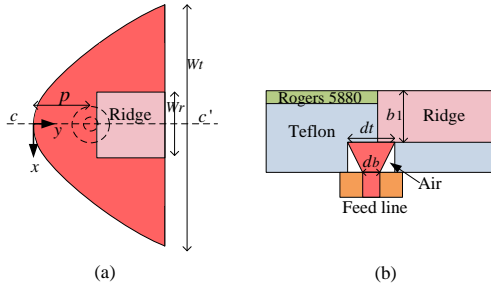 p
Wt
Wr
Ridge
c
c'
y
x
(a)
Rogers 5880
b1
Ridge
Teflon
dt
db
Air
Feed line
(b)